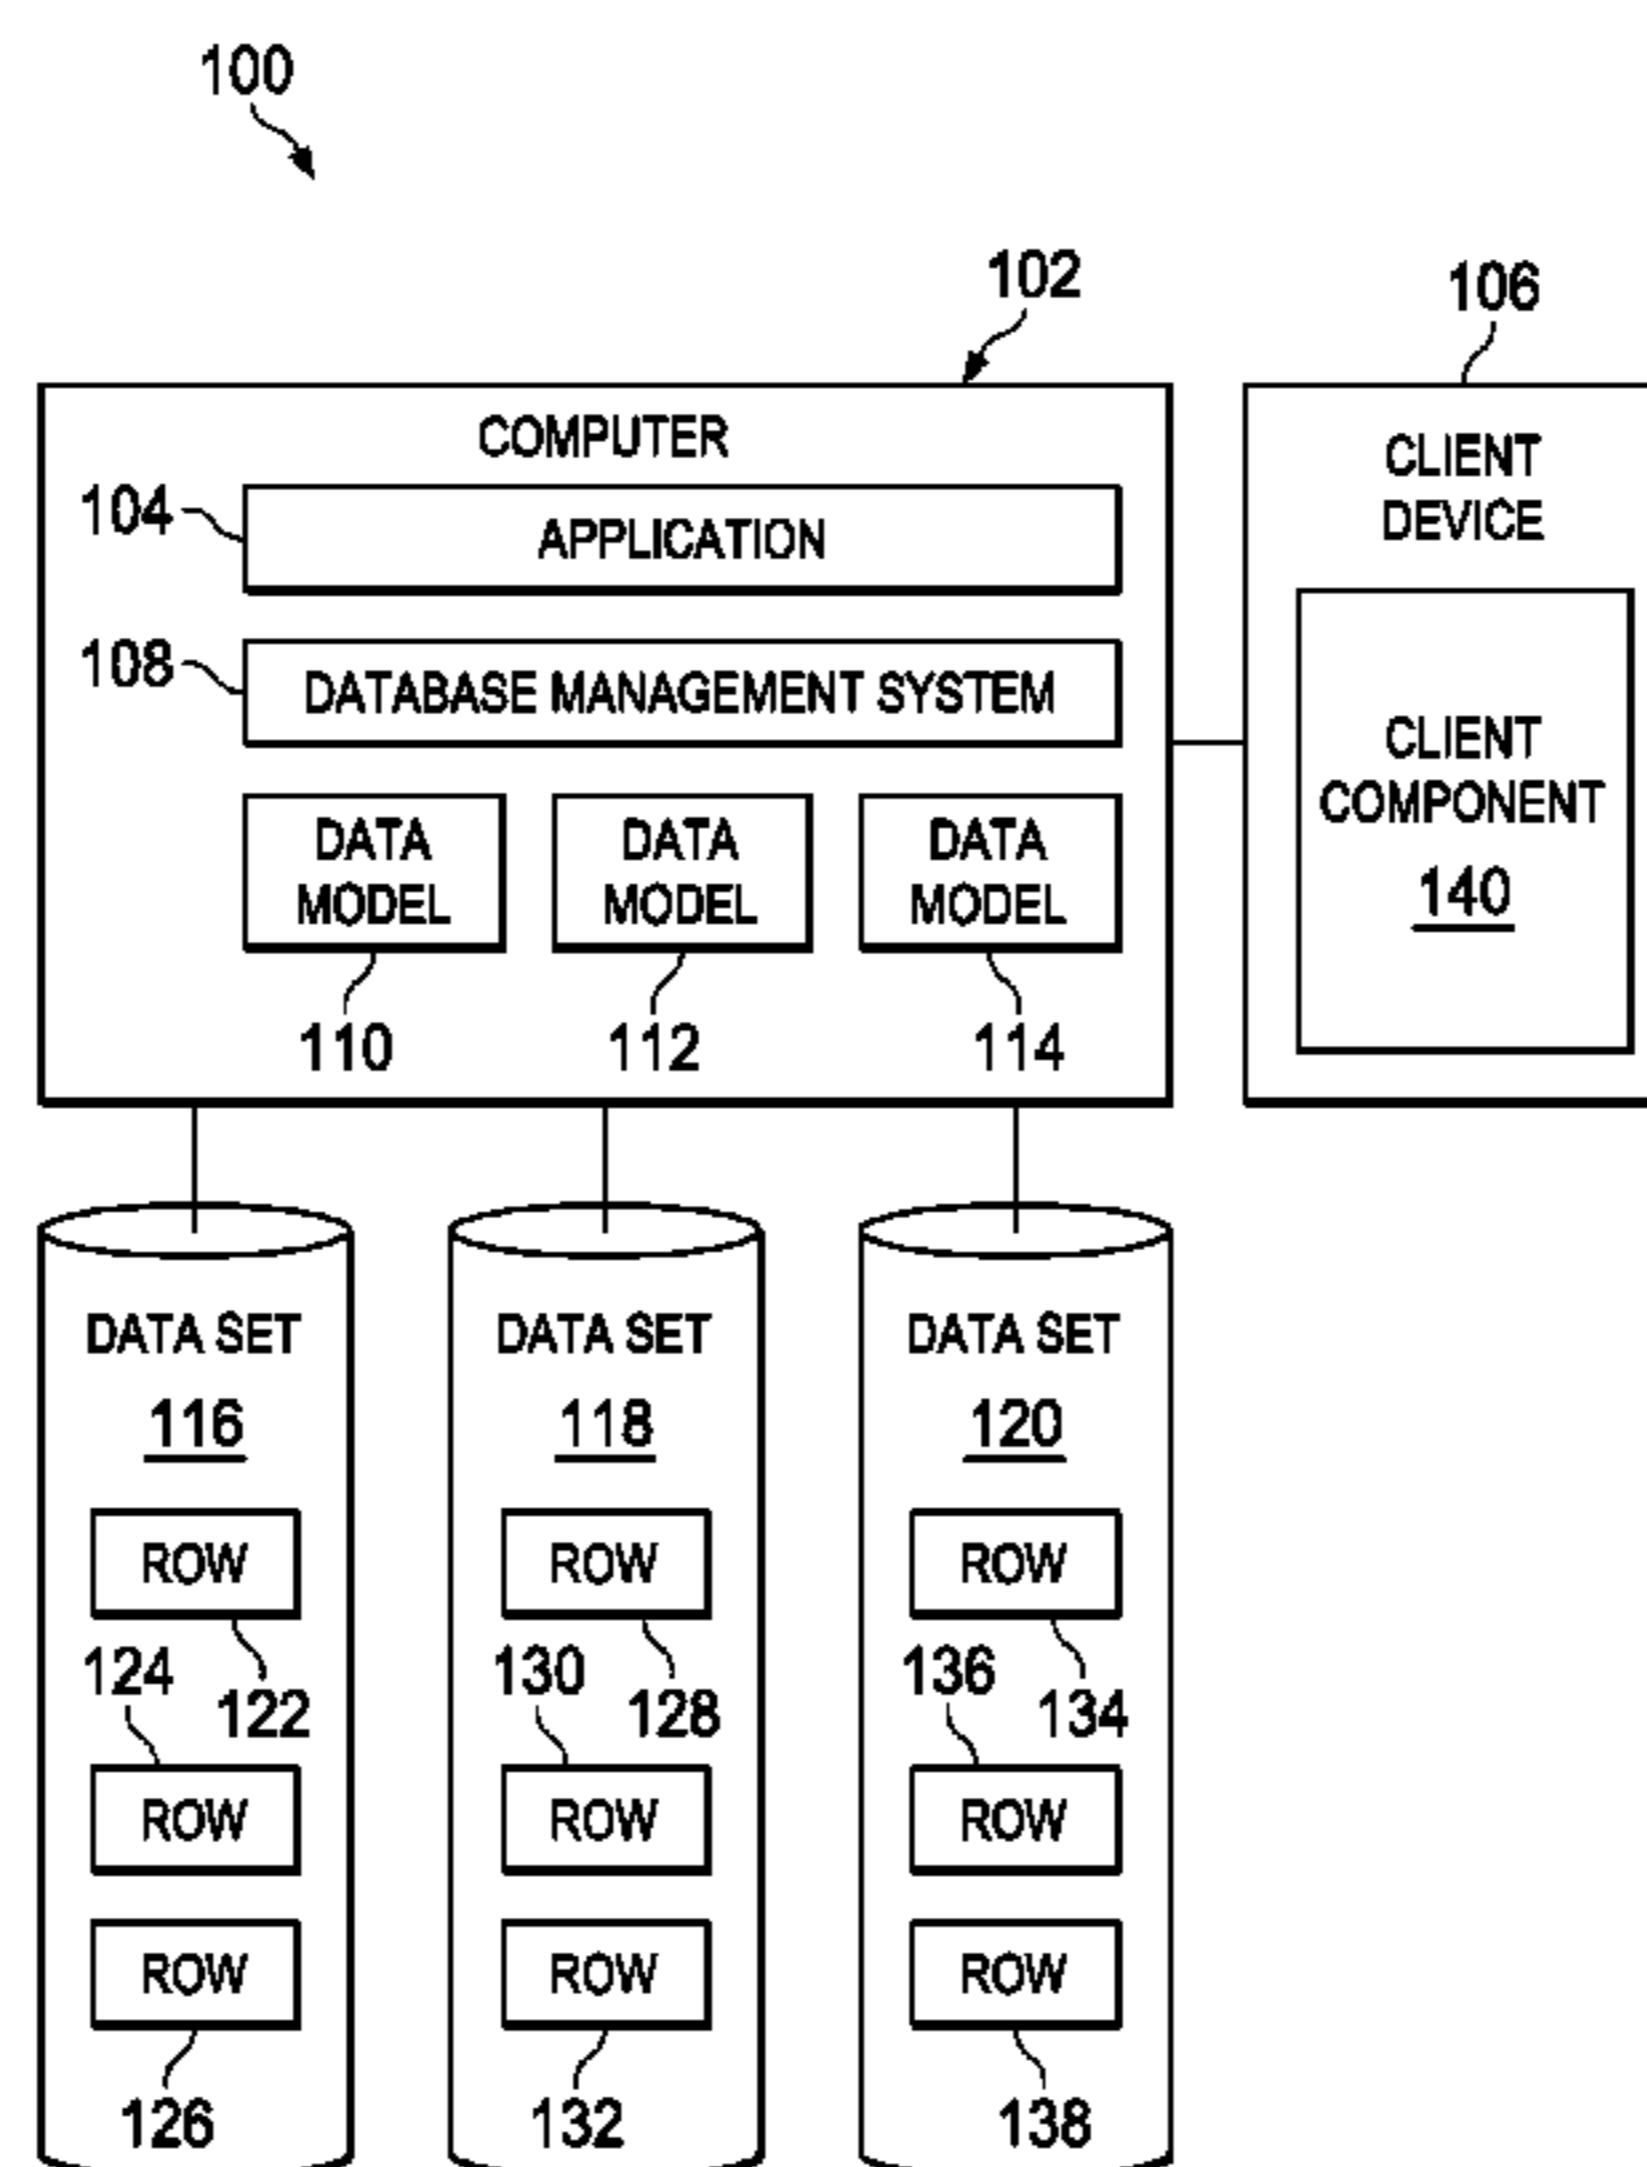 100
102
106
COMPUTER
104
APPLICATION
108
DATABASE MANAGEMENT SYSTEM
DATA
MODEL
DATA
MODEL
DATA
MODEL
110
112
114
CLIENT
DEVICE
CLIENT
COMPONENT
140
DATA SET
116
ROW
124
122
ROW
ROW
126
DATA SET
118
ROW
130
128
ROW
ROW
132
DATA SET
120
ROW
136
134
ROW
ROW
138